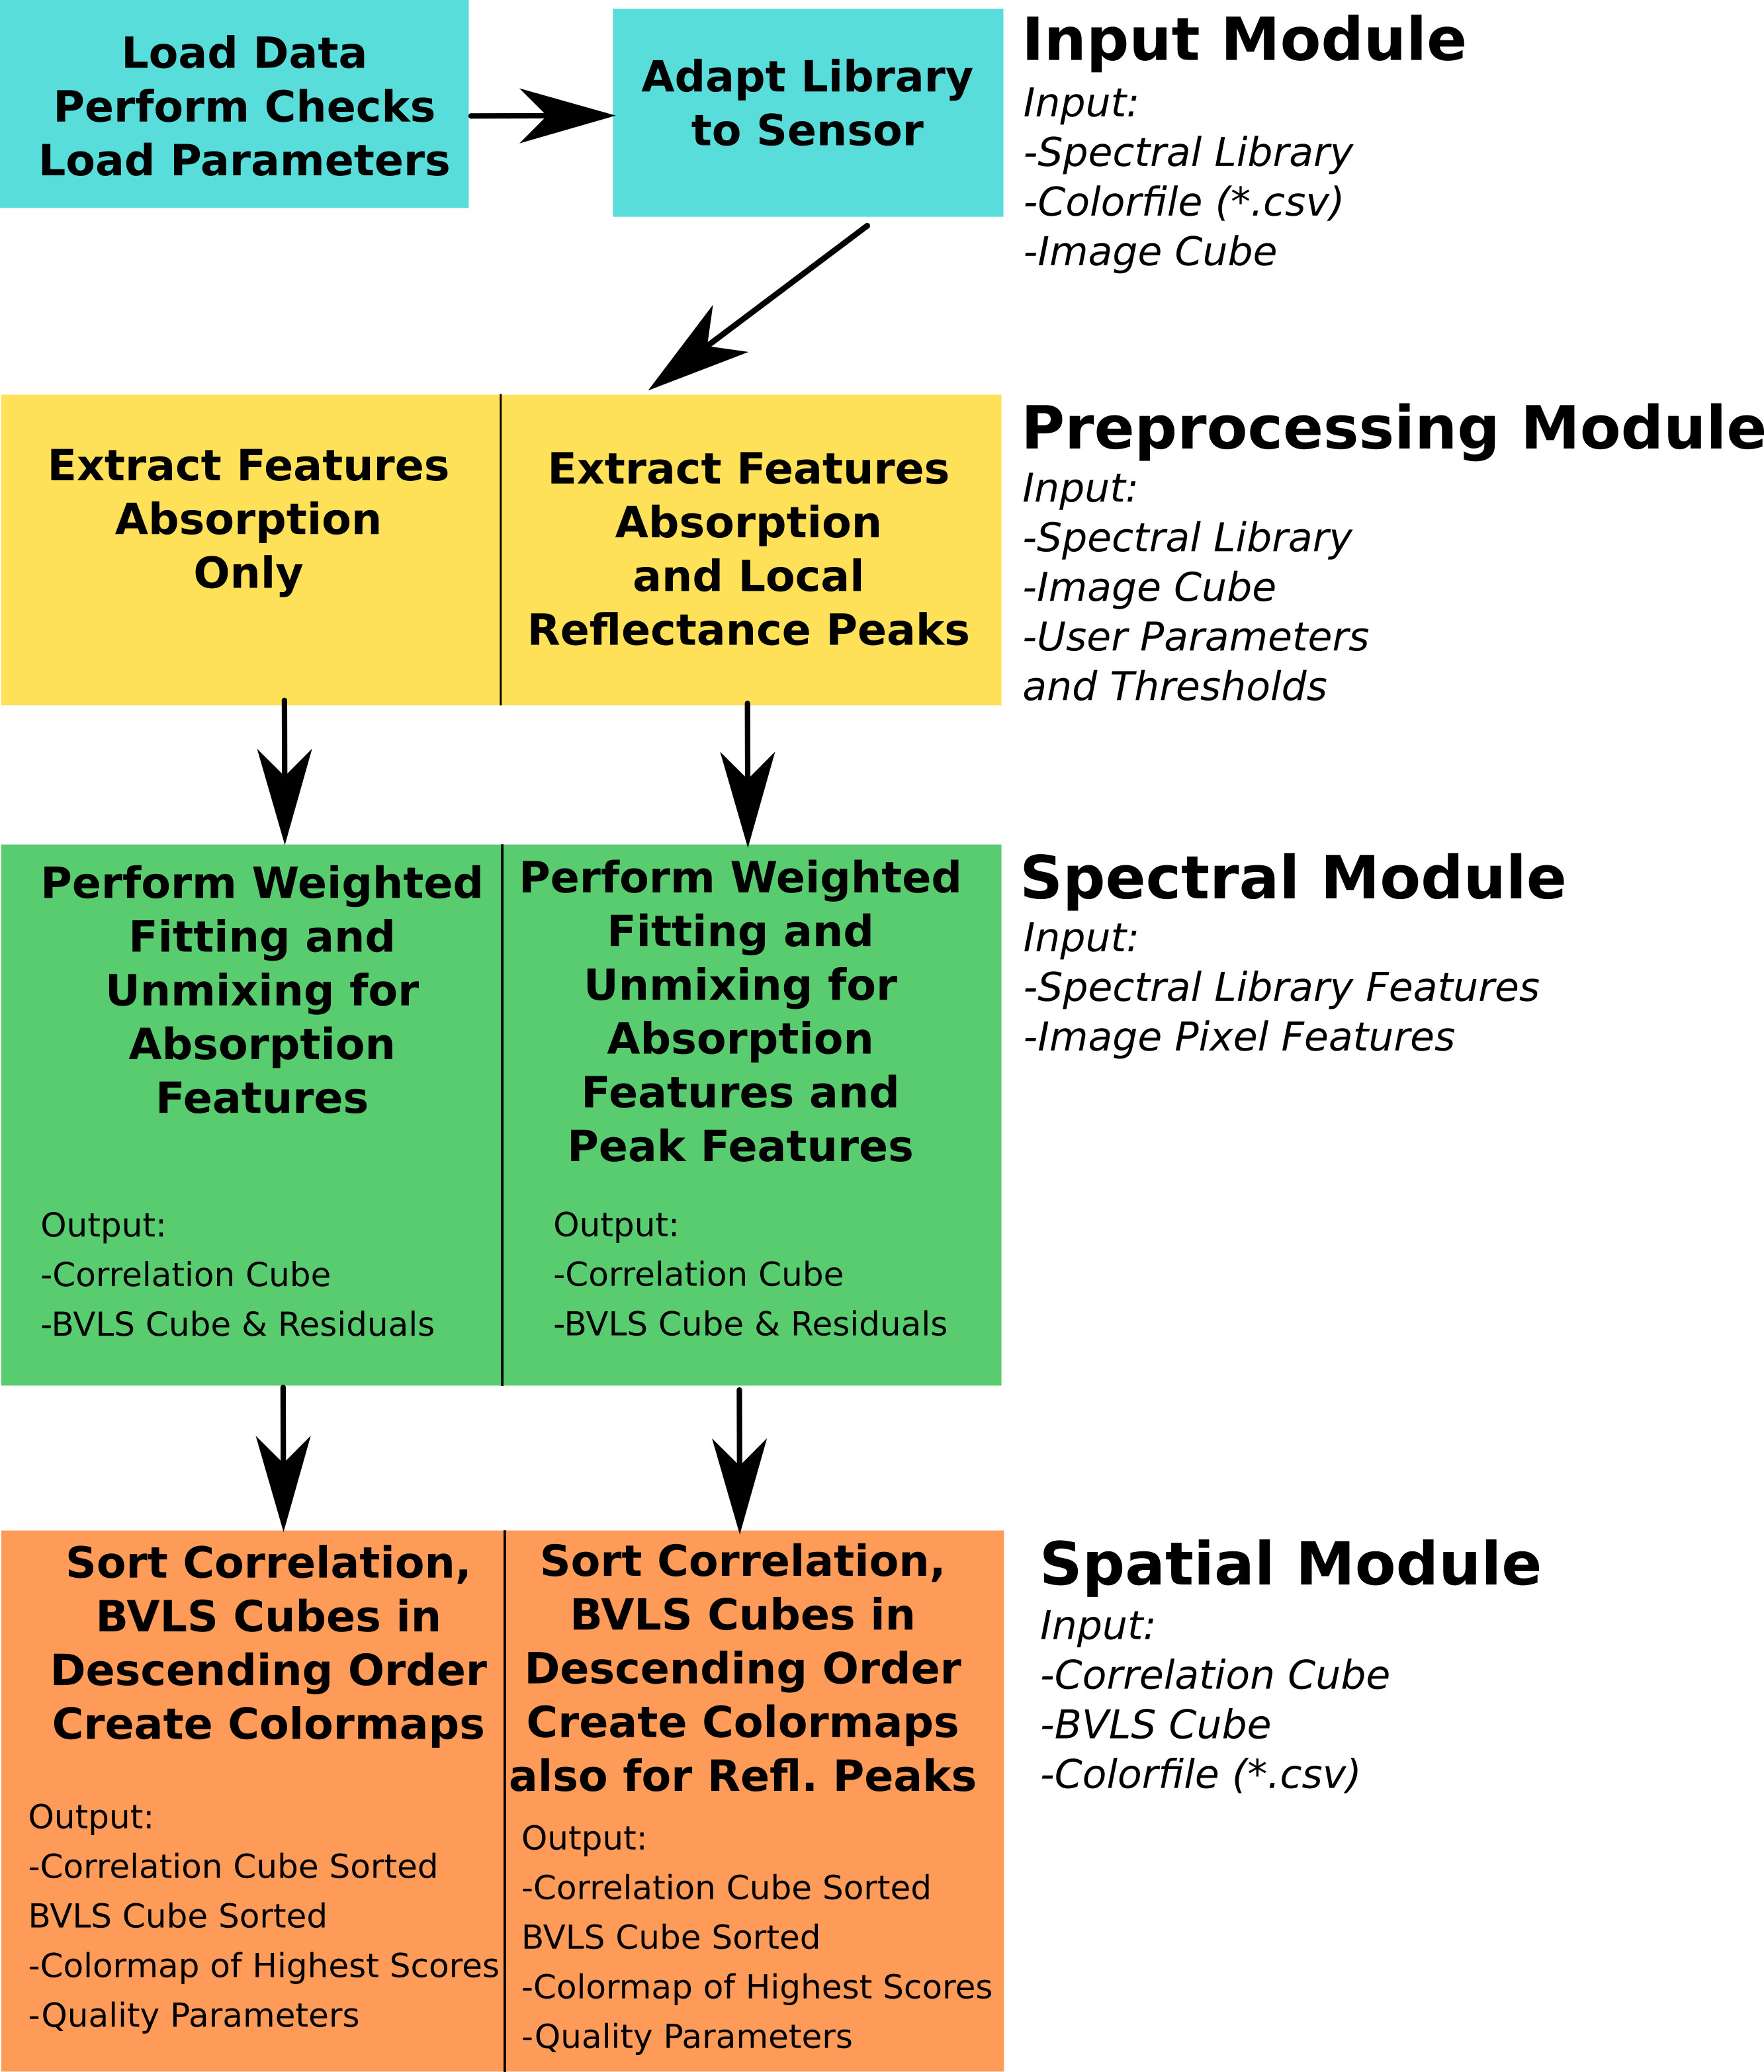 Load Data
Perform Checks
Load Parameters
Adapt Library
to Sensor
Input Module
Input:
-Spectral Library
-Colorfile (*.csv)
-Image Cube
Extract Features
Absorption
Only
Extract Features
Absorption
and Local
Reflectance Peaks
Preprocessing Module
Input:
-Spectral Library
-Image Cube
-User Parameters
and Thresholds
Perform Weighted
Fitting and
Unmixing for
Absorption
Features
Output:
-Correlation Cube
-BVLS Cube & Residuals
Perform Weighted
Fitting and
Unmixing for
Absorption
Features and
Peak Features
Output:
-Correlation Cube
-BVLS Cube & Residuals
Spectral Module
Input:
-Spectral Library Features
-Image Pixel Features
Sort Correlation,
BVLS Cubes in
Descending Order
Create Colormaps
Output:
-Correlation Cube Sorted
BVLS Cube Sorted
-Colormap of Highest Scores
-Quality Parameters
Sort Correlation,
BVLS Cubes in
Descending Order
Create Colormaps
also for Refl. Peaks
Output:
-Correlation Cube Sorted
BVLS Cube Sorted
-Colormap of Highest Scores
-Quality Parameters
Spatial Module
Input:
-Correlation Cube
-BVLS Cube
-Colorfile (*.csv)